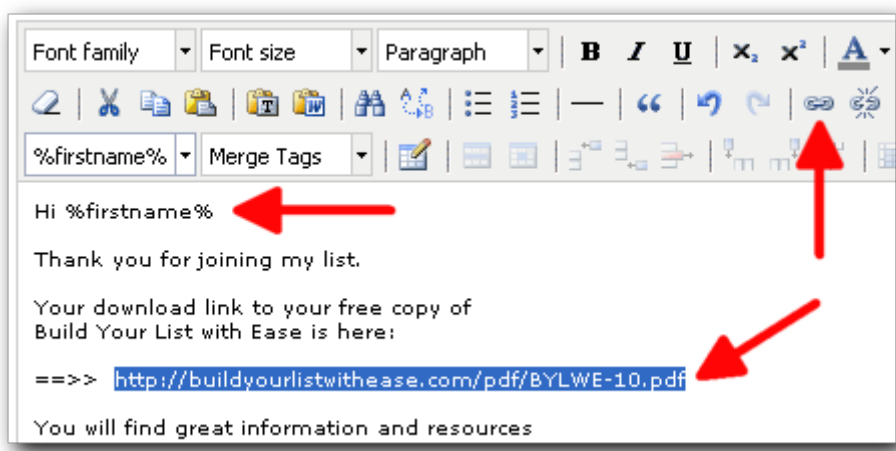 Font family Font size Paragraph B I U x₂ x² A
%firstname% Merge Tags
Hi %firstname%
Thank you for joining my list.
Your download link to your free copy of
Build Your List with Ease is here:
==>> http://buildyourlistwithease.com/pdf/BYLWE-10.pdf
You will find great information and resources